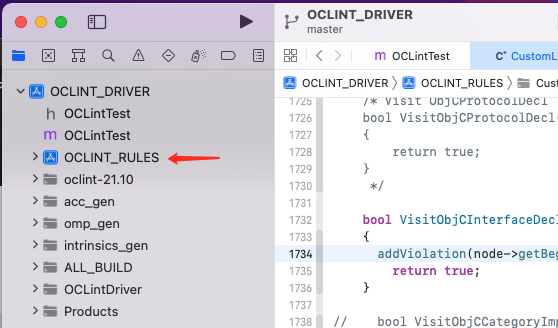 OCLINT_DRIVER
master
OCLINT_DRIVER
h OCLintTest
m OCLintTest
OCLINT_RULES
oclint-21.10
acc_gen
omp_gen
intrinsics_gen
ALL_BUILD
OCLintDriver
Products
m OCLintTest
C* CustomL
OCLINT_DRIVER OCLINT_RULES Cus
1725 /* Visit ObjCProtocolDecl
1726 bool VisitObjCProtocolDecl(
1727 {
1728 return true;
1729 }
1730 */
1731
1732 bool VisitObjCInterfaceDecl
1733 {
1734 addViolation(node->getBeg
1735 return true;
1736 }
1737
1738 // bool VisitObjCCategoryImp